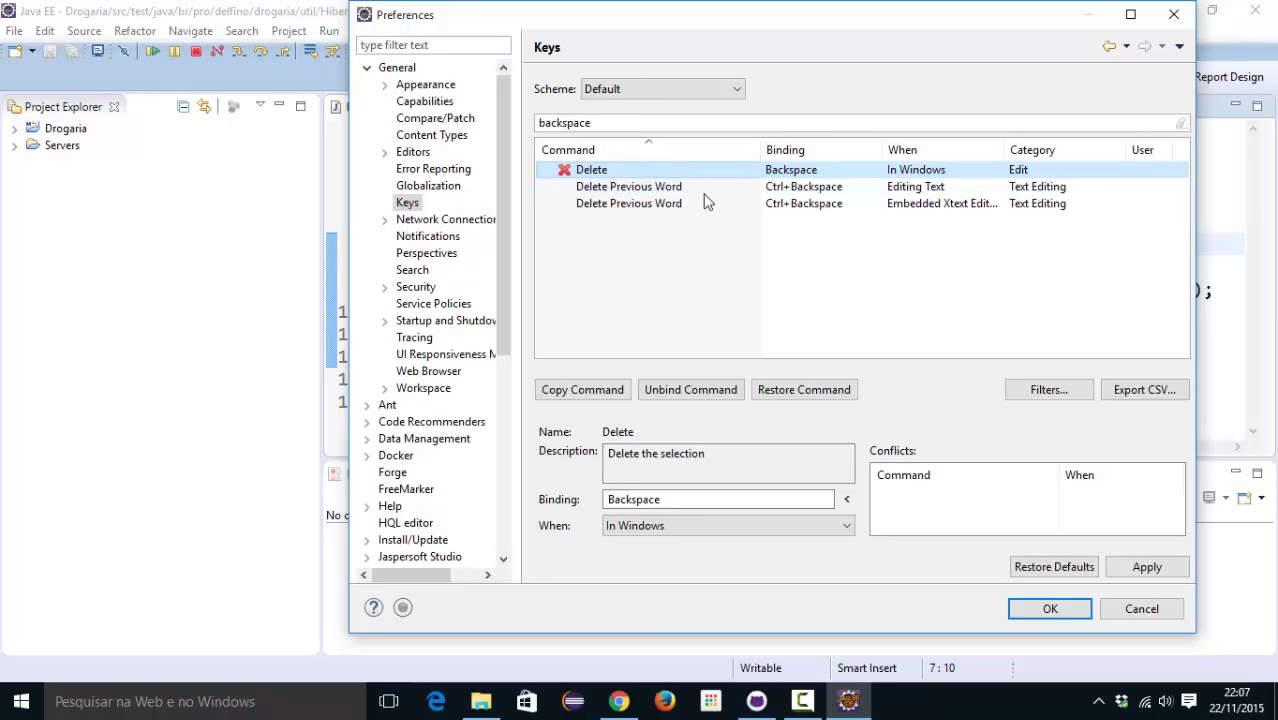 Java EE - Drogaria/src/test/java/br/pro/delfino/drogaria/util/Hiber
File Edit Source Refactor Navigate Search Project Run
Report Design
Project Explorer
Drogaria
Servers
);
1
1
1
1
1
No c
Preferences
type filter text
General
Appearance
Capabilities
Compare/Patch
Content Types
Editors
Error Reporting
Globalization
Keys
Network Connection
Notifications
Perspectives
Search
Security
Service Policies
Startup and Shutdov
Tracing
UI Responsiveness M
Web Browser
Workspace
Ant
Code Recommenders
Data Management
Docker
Forge
FreeMarker
Help
HQL editor
Install/Update
Jaspersoft Studio
Keys
Scheme: Default
backspace
Command Binding When Category User
Delete Backspace In Windows Edit
Delete Previous Word Ctrl+Backspace Editing Text Text Editing
Delete Previous Word Ctrl+Backspace Embedded Xtext Edit... Text Editing
Copy Command Unbind Command Restore Command Filters... Export CSV...
Name: Delete
Description: Delete the selection
Binding: Backspace
When: In Windows
Conflicts:
Command When
Restore Defaults Apply
OK Cancel
Writable Smart Insert 7 : 10
Pesquisar na Web e no Windows
22:07
22/11/2015